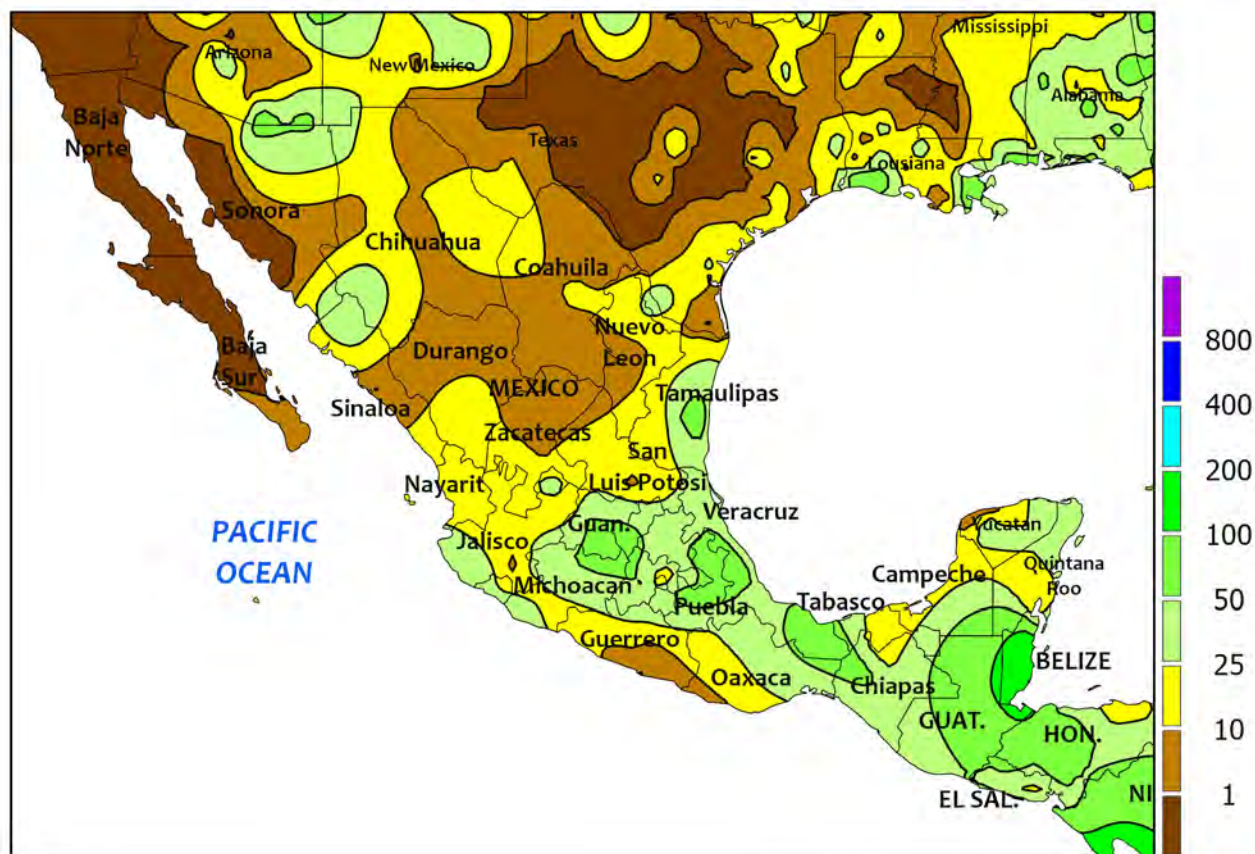 Mississippi
Arizona
New Mexico
Alabama
Baja
Norte
Texas
Lousiana
Sonora
Chihuahua
Coahuila
Nuevo
Leon
Durango
Baja
Sur
MEXICO
Tamaulipas
Sinaloa
Zacatecas
San
Luis Potosi
Nayarit
Veracruz
Guan.
Yucatan
PACIFIC
OCEAN
Jalisco
Michoacan
Campeche
Quintana
Roo
Puebla
Tabasco
Guerrero
BELIZE
Oaxaca
Chiapas
GUAT.
HON.
EL SAL.
NI
800
400
200
100
50
25
10
1